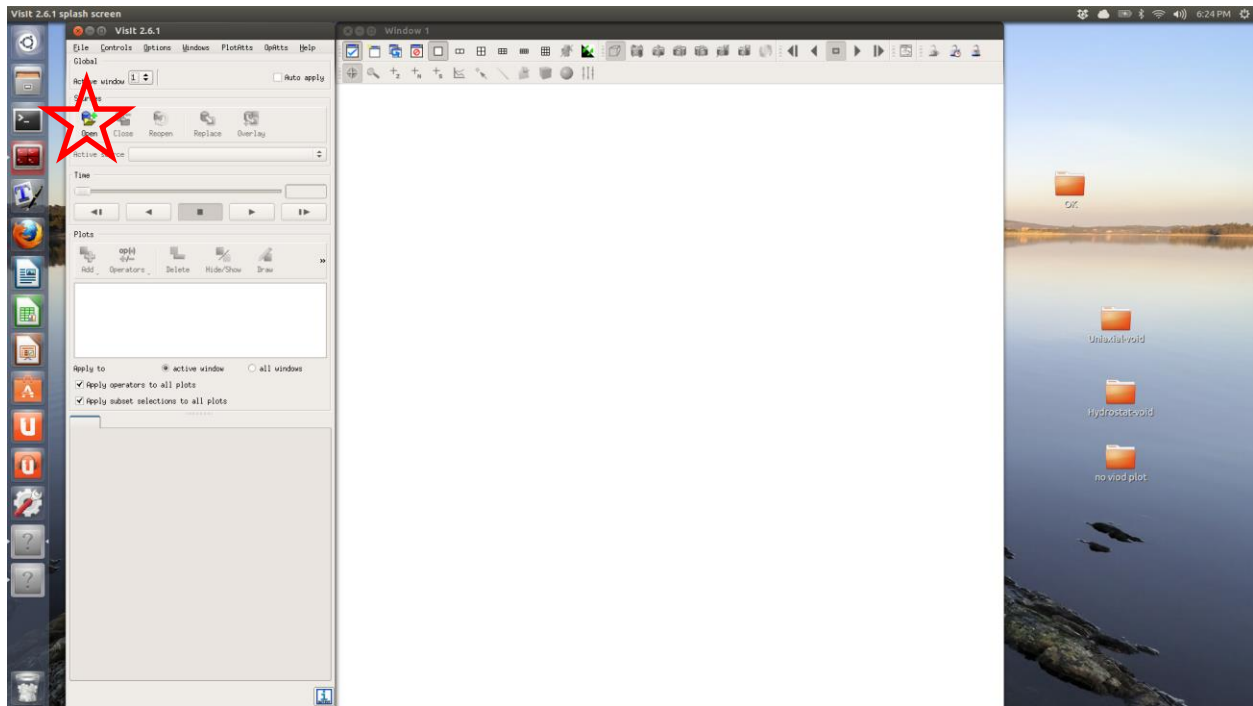 VisIt 2.6.1 splash screen
6:24 PM
VisIt 2.6.1
File Controls Options Windows PlotAtts OpAtts Help
Global
Active window 1
Auto apply
Sources
Open Close Reopen Replace Overlay
Active source
Time
Plots
Add Operators Delete Hide/Show Draw »
Apply to active window all windows
Apply operators to all plots
Apply subset selections to all plots
Window 1
OK
Uniaxial-void
Hydrostat-void
no viod plot